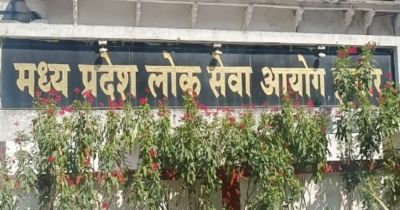 मध्य प्रदेश लोक सेवा आयोग